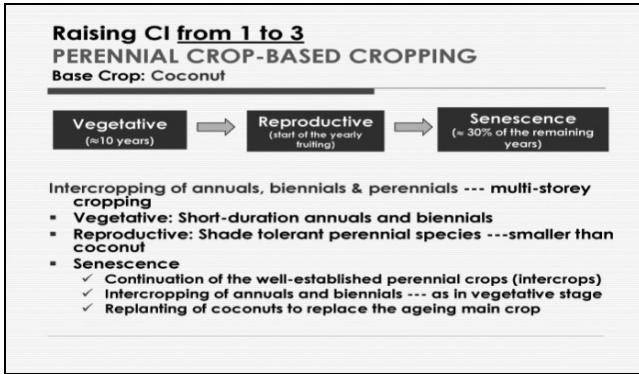 Raising CI from 1 to 3
PERENNIAL CROP-BASED CROPPING
Base Crop: Coconut
Vegetative
(≈10 years)
Reproductive
(start of the yearly
fruiting)
Senescence
(≈ 30% of the remaining
years)
Intercropping of annuals, biennials & perennials --- multi-storey
cropping
▪ Vegetative: Short-duration annuals and biennials
▪ Reproductive: Shade tolerant perennial species ---smaller than
coconut
▪ Senescence
✓ Continuation of the well-established perennial crops (intercrops)
✓ Intercropping of annuals and biennials --- as in vegetative stage
✓ Replanting of coconuts to replace the ageing main crop